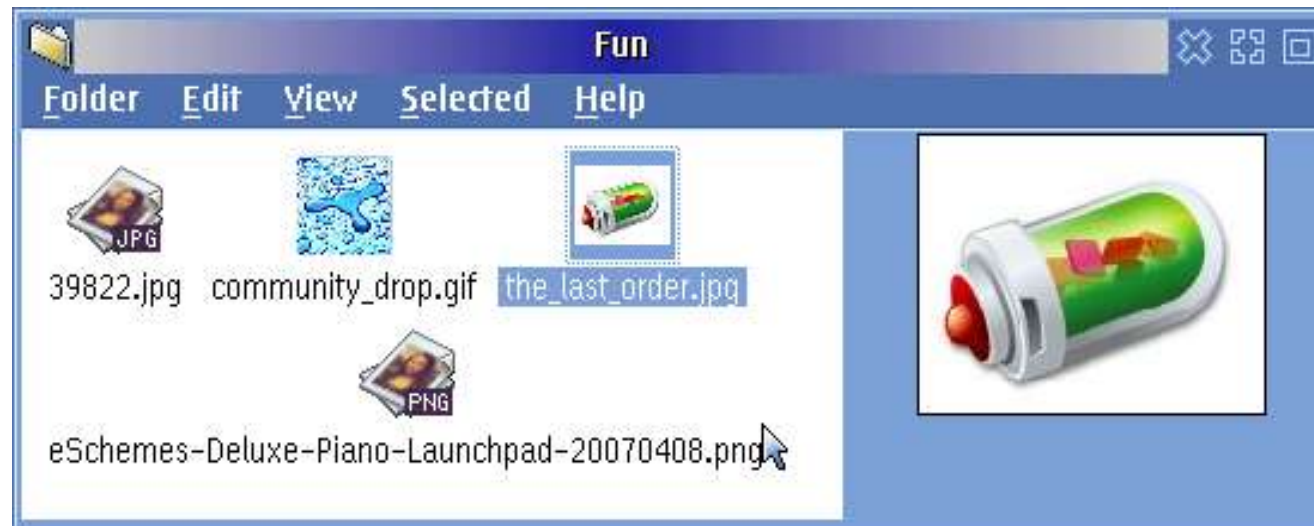 Fun
Folder Edit View Selected Help
JPG
39822.jpg community_drop.gif the_last_order.jpg
PNG
eSchemes-Deluxe-Piano-Launchpad-20070408.png